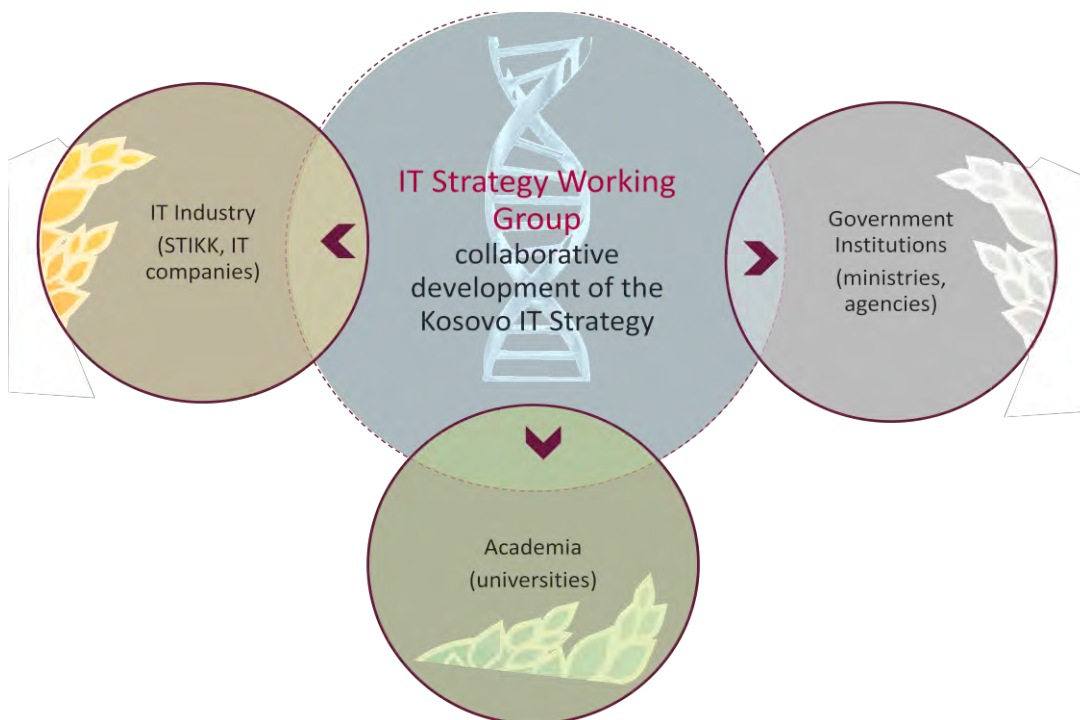 IT Strategy Working
Group
collaborative
development of the
Kosovo IT Strategy
IT Industry
(STIKK, IT
companies)
Government
Institutions
(ministries,
agencies)
Academia
(universities)